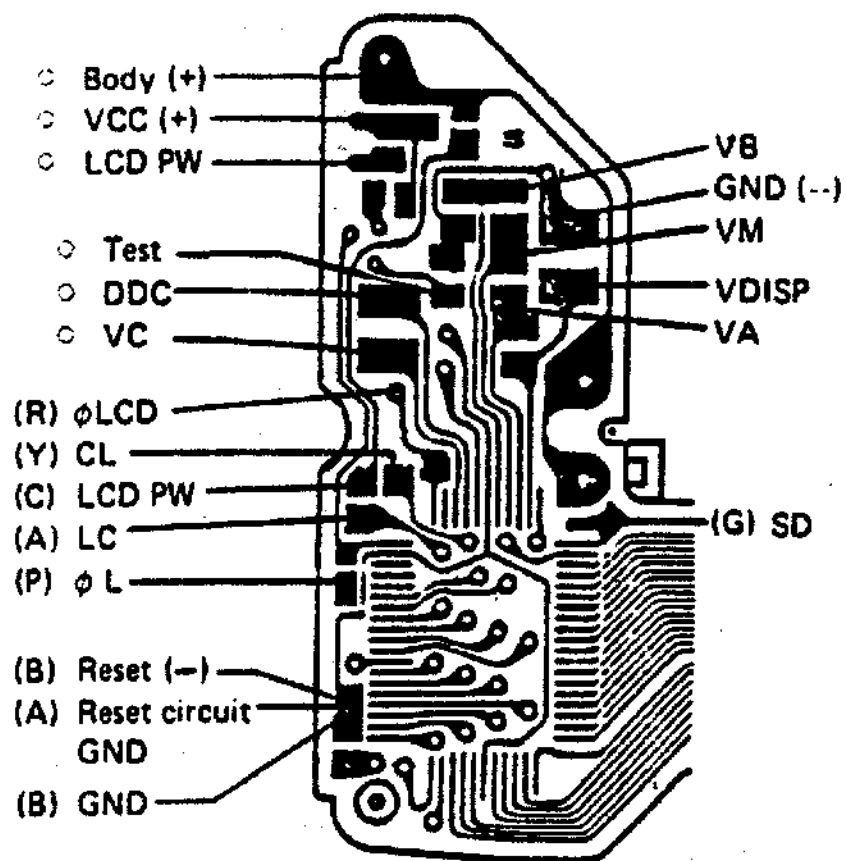 Body (+)
VCC (+)
LCD PW
Test
DDC
VC
(R) ϕLCD
(Y) CL
(C) LCD PW
(A) LC
(P) ϕ L
(B) Reset (−)
(A) Reset circuit
GND
(B) GND
VB
GND (--)
VM
VDISP
VA
(G) SD